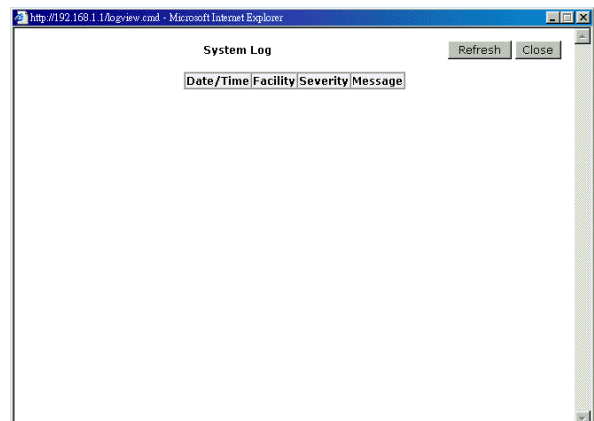 http://192.168.1.1/logview.cmd - Microsoft Internet Explorer
System Log
Refresh Close
Date/Time Facility Severity Message